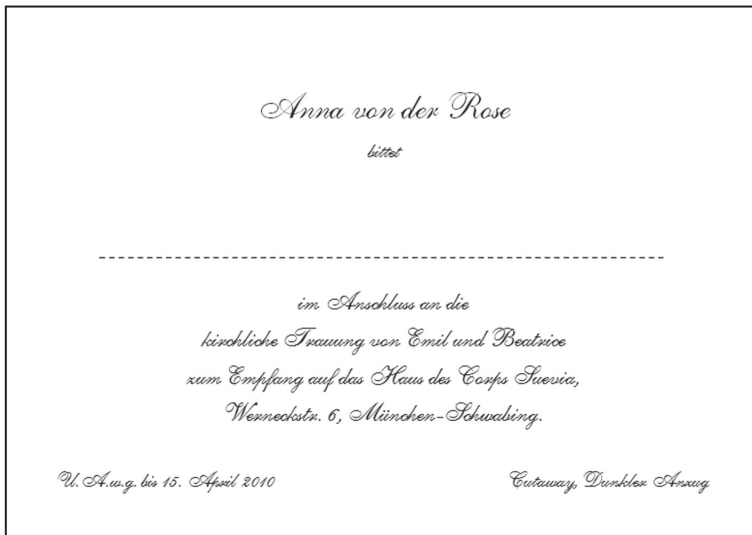 Anna von der Rose
bittet
im Anschluss an die
kirchliche Trauung von Emil und Beatrice
zum Empfang auf das Haus des Corps Suevia,
Werneckstr. 6, München-Schwabing.
U. A.w.g. bis 15. April 2010
Cutaway, Dunkler Anzug